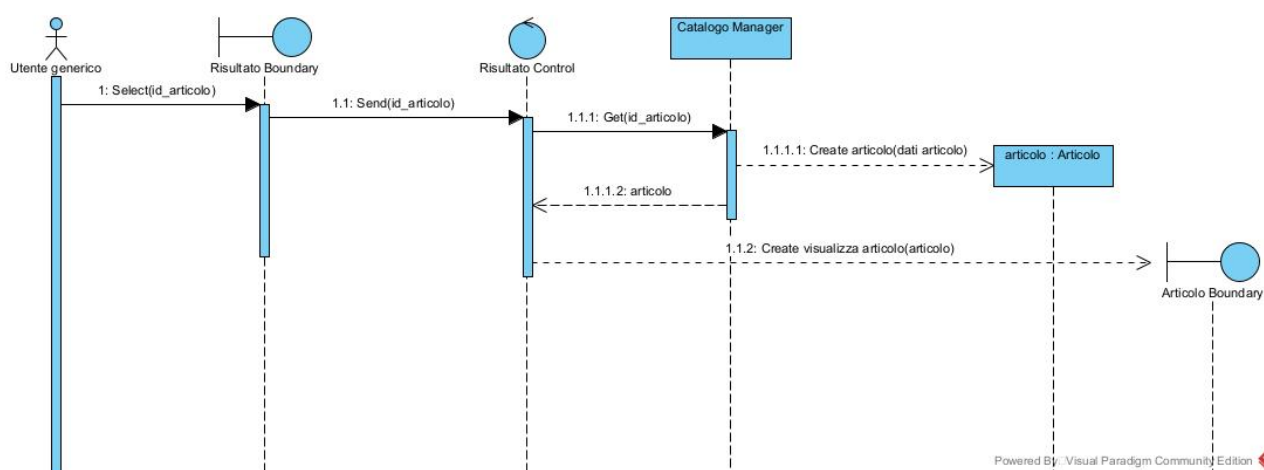 Catalogo Manager
Utente generico
Risultato Boundary
Risultato Control
1: Select(id_articolo)
1.1: Send(id_articolo)
1.1.1: Get(id_articolo)
1.1.1.1: Create articolo(dati articolo)
articolo : Articolo
1.1.1.2: articolo
1.1.2: Create visualizza articolo(articolo)
Articolo Boundary
Powered By Visual Paradigm Community Edition